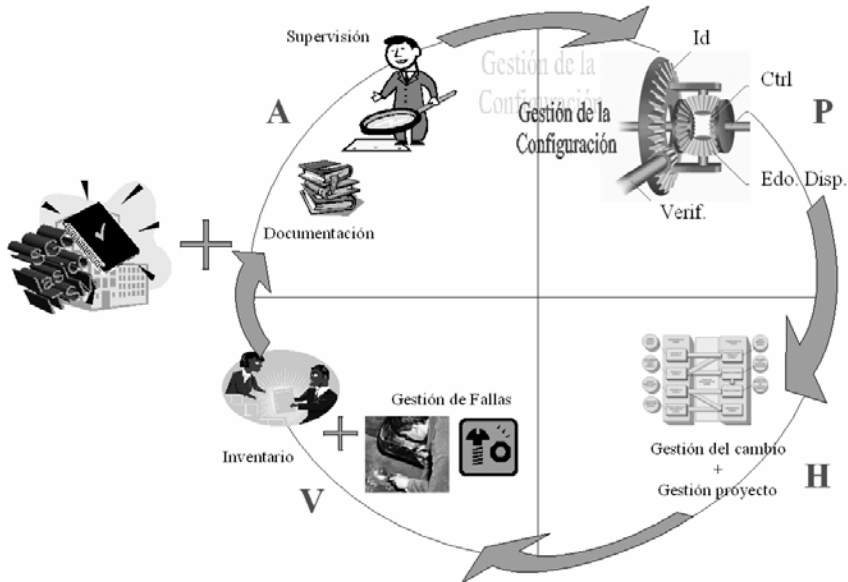 Supervisión
A
Documentación
Gestión de la
Configuración
Gestión de la
Configuración
Id
Ctrl
P
Edo. Disp.
Verif.
Gestión del cambio
+
Gestión proyecto
H
Gestión de Fallas
Inventario
V